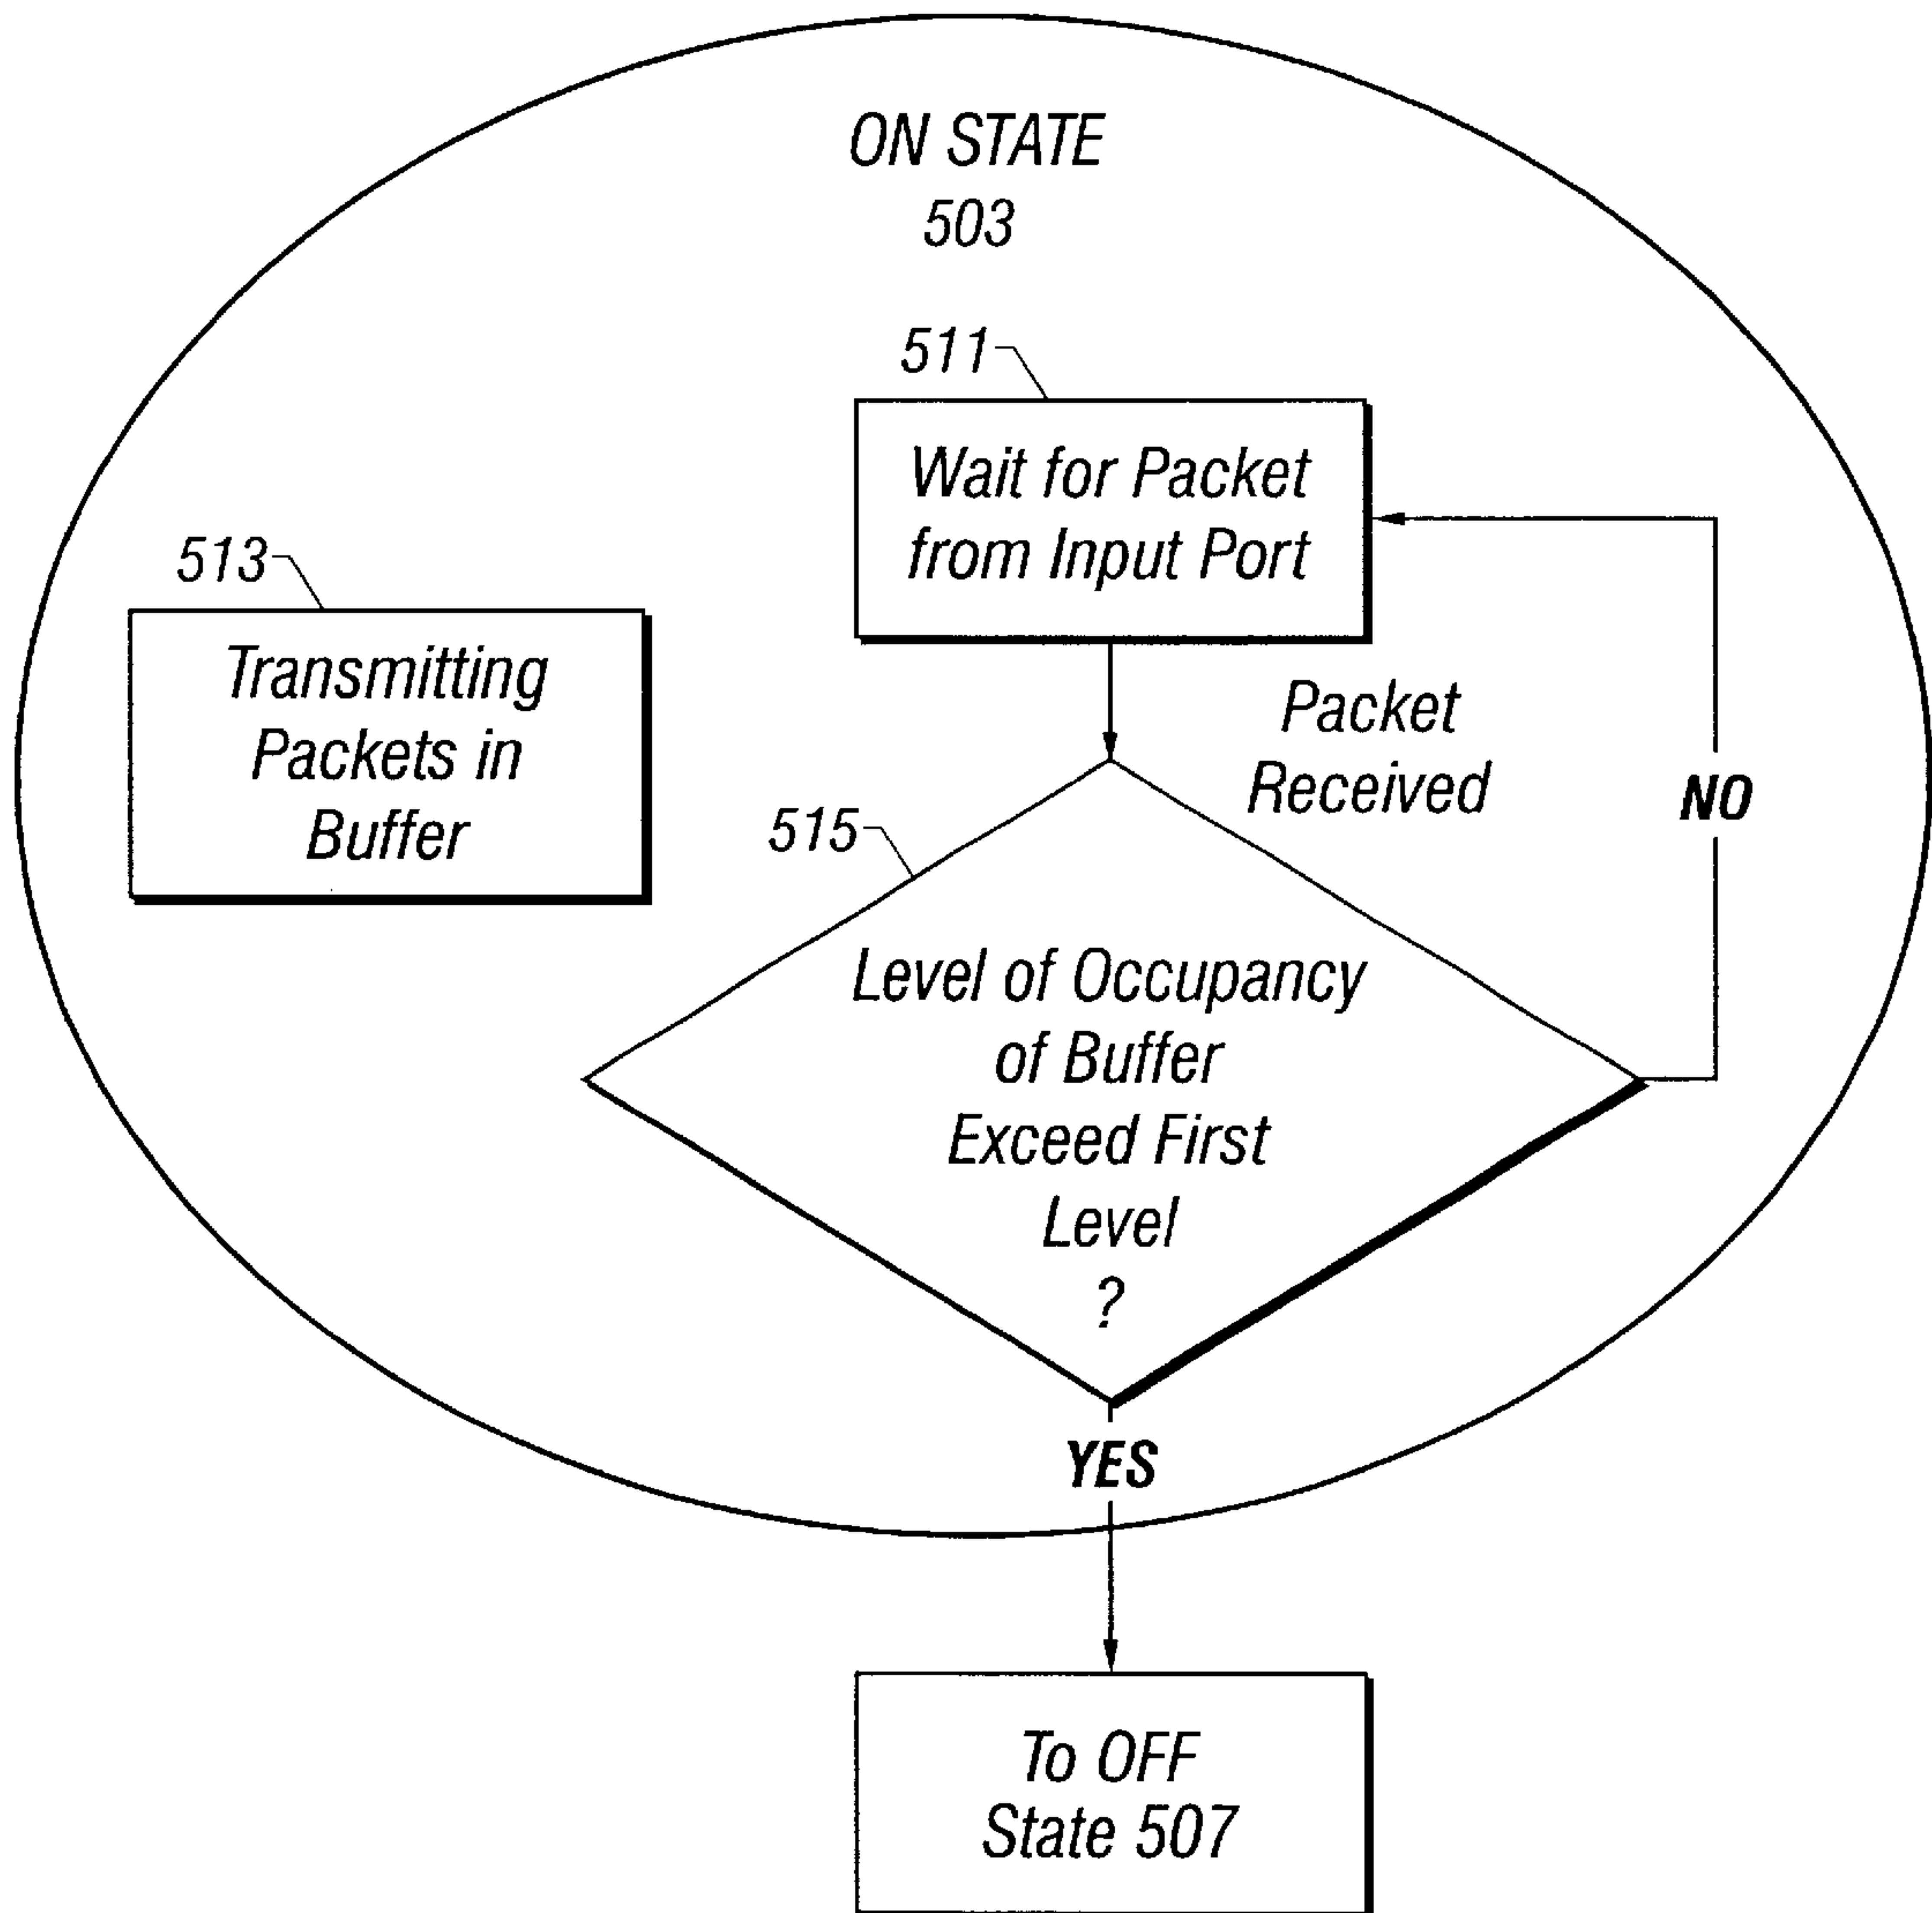 ON STATE
503
511
Wait for Packet
from Input Port
513
Transmitting
Packets in
Buffer
Packet
Received
NO
515
Level of Occupancy
of Buffer
Exceed First
Level
?
YES
To OFF
State 507